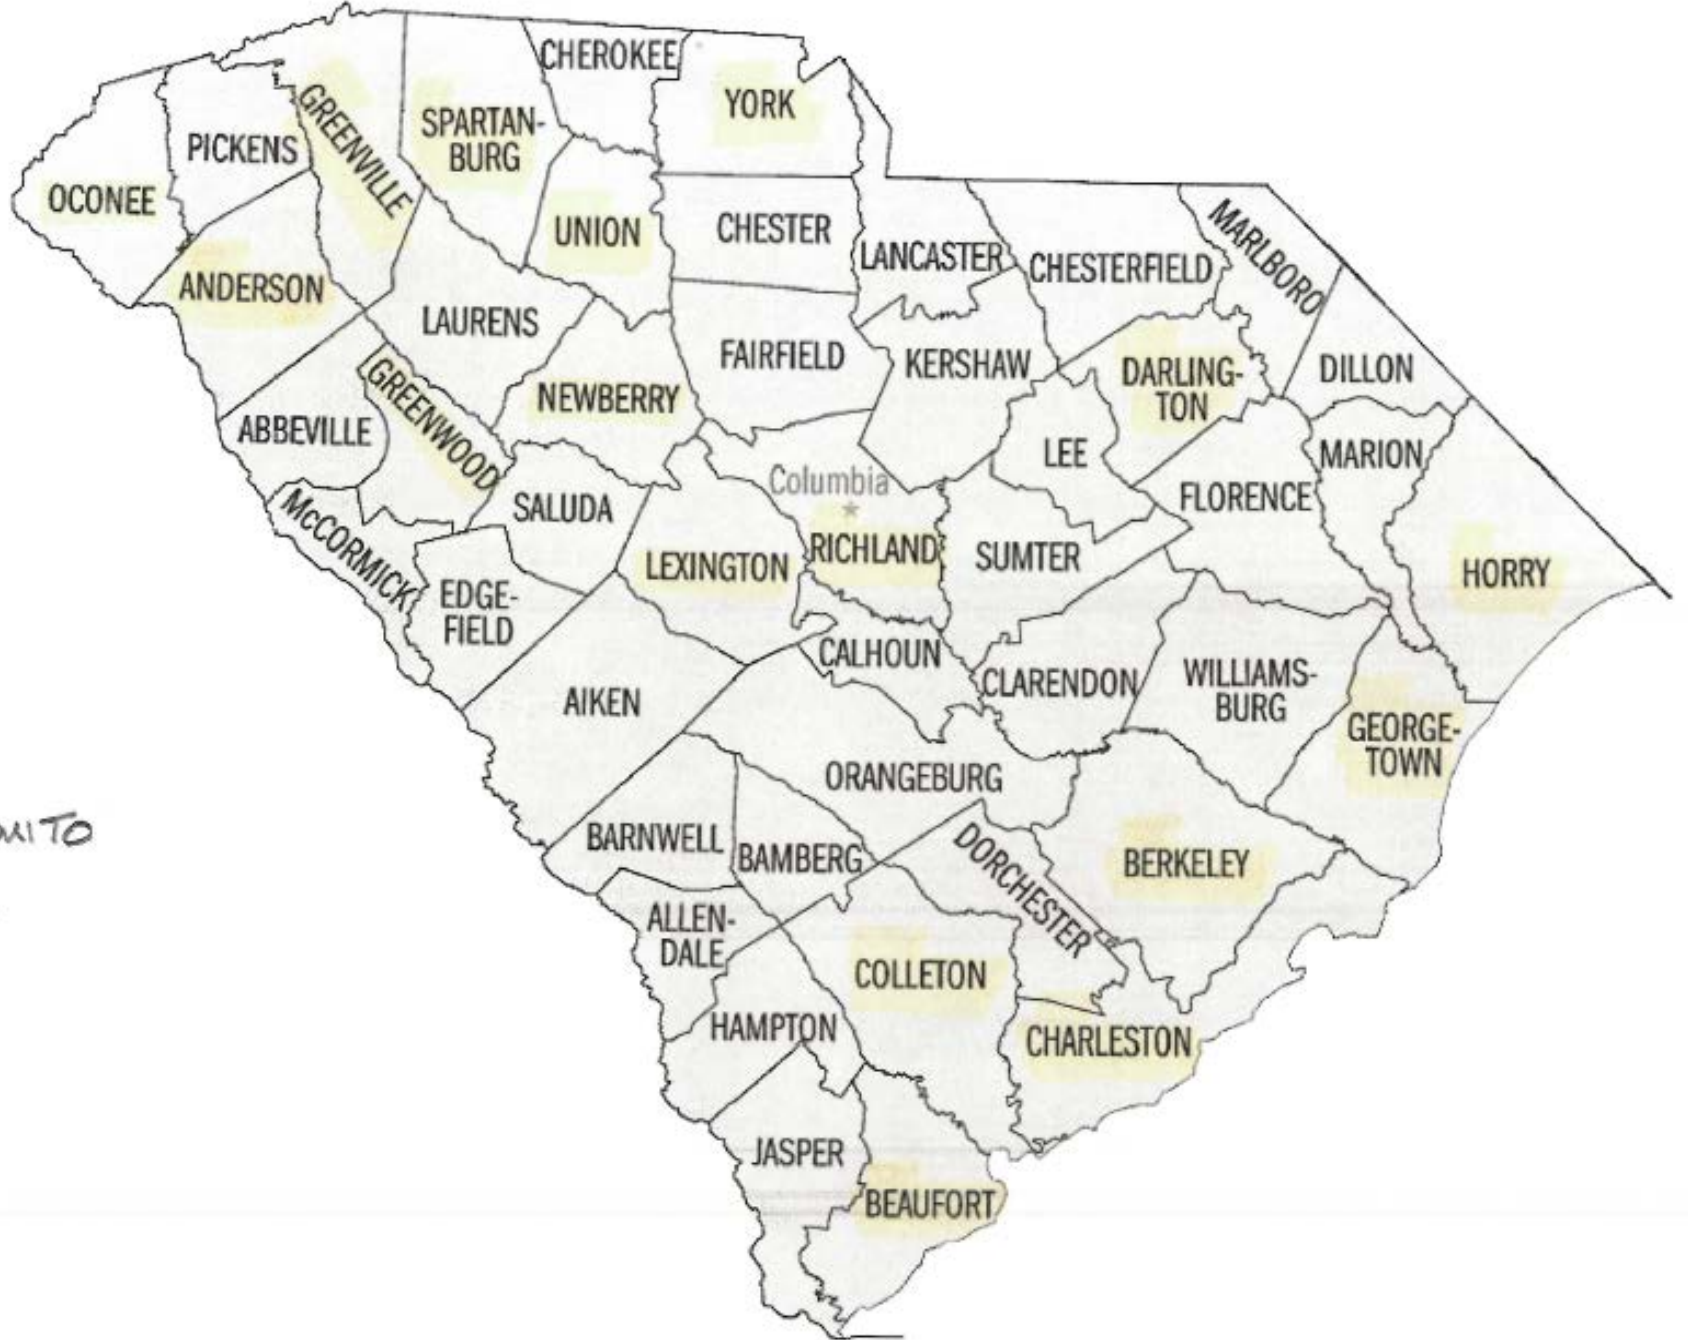 CHEROKEE
YORK
GREENVILLE
SPARTAN-
BURG
PICKENS
OCONEE
UNION
CHESTER
LANCASTER
CHESTERFIELD
MARLBORO
ANDERSON
LAURENS
FAIRFIELD
KERSHAW
DARLING-
TON
DILLON
NEWBERRY
GREENWOOD
ABBEVILLE
LEE
MARION
Columbia
FLORENCE
SALUDA
McCORMICK
RICHLAND
LEXINGTON
SUMTER
HORRY
EDGE-
FIELD
CALHOUN
CLARENDON
WILLIAMS-
BURG
AIKEN
GEORGE-
TOWN
ORANGEBURG
BARNWELL
BAMBERG
DORCHESTER
BERKELEY
ALLEN-
DALE
COLLETON
HAMPTON
CHARLESTON
JASPER
BEAUFORT